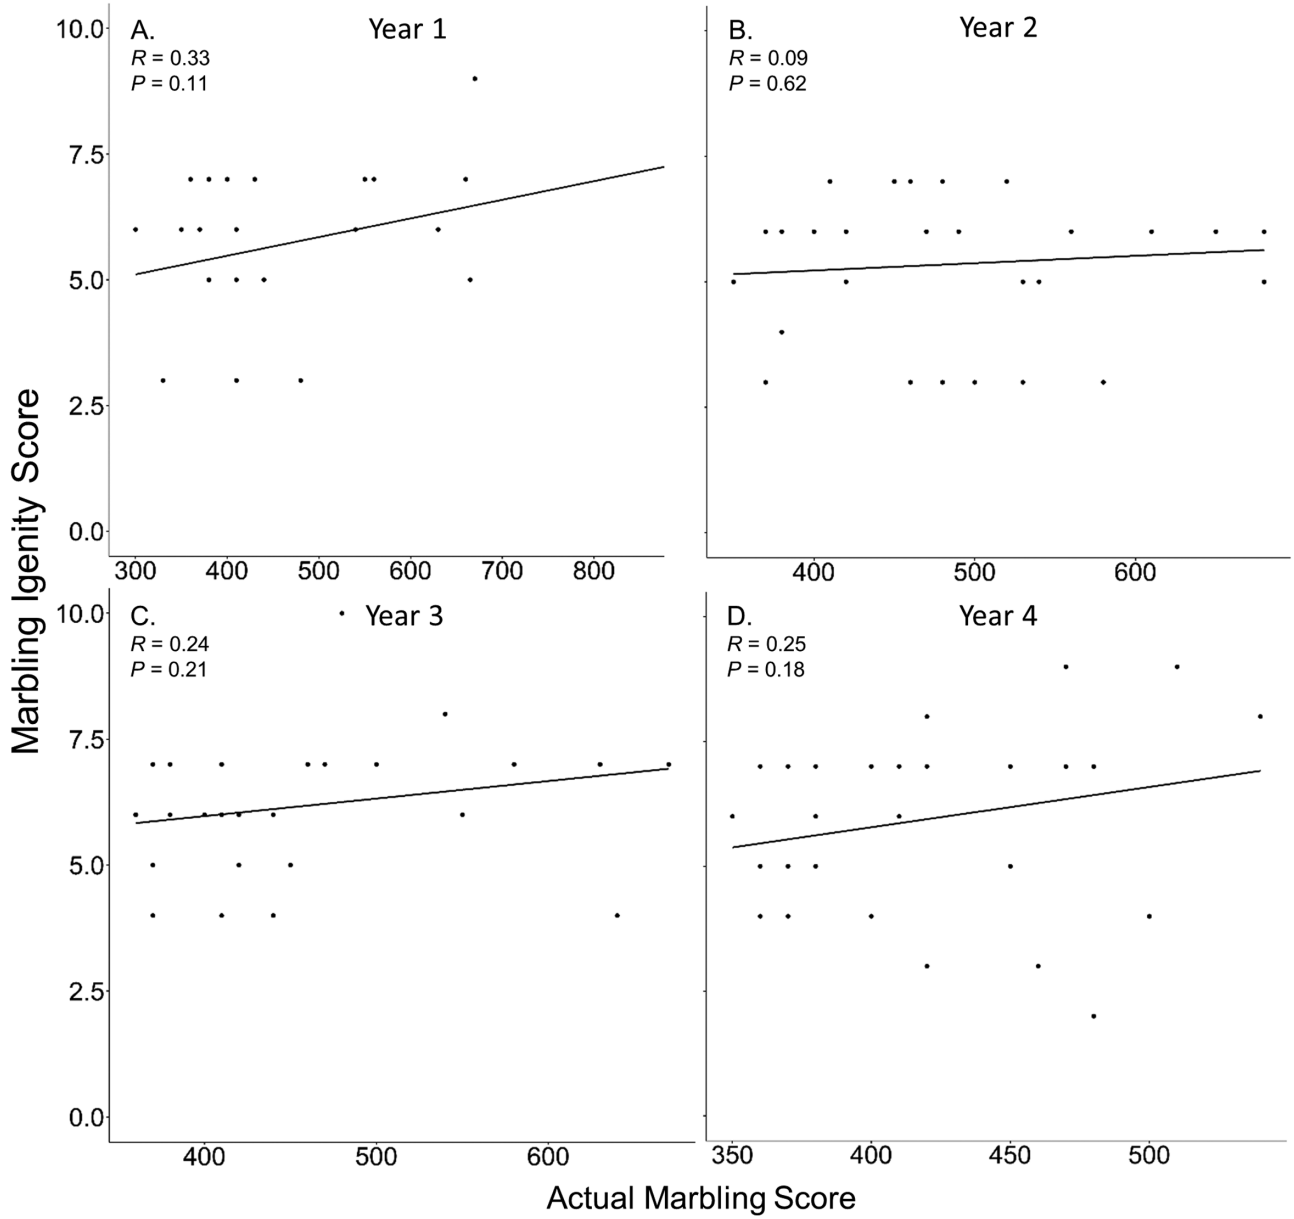 Marbling Igenity Score
A.
Year 1
R = 0.33
P = 0.11
10.0
7.5
5.0
2.5
0.0
300 400 500 600 700 800
B.
Year 2
R = 0.09
P = 0.62
400 500 600
C.
Year 3
R = 0.24
P = 0.21
10.0
7.5
5.0
2.5
0.0
400 500 600
D.
Year 4
R = 0.25
P = 0.18
350 400 450 500
Actual Marbling Score